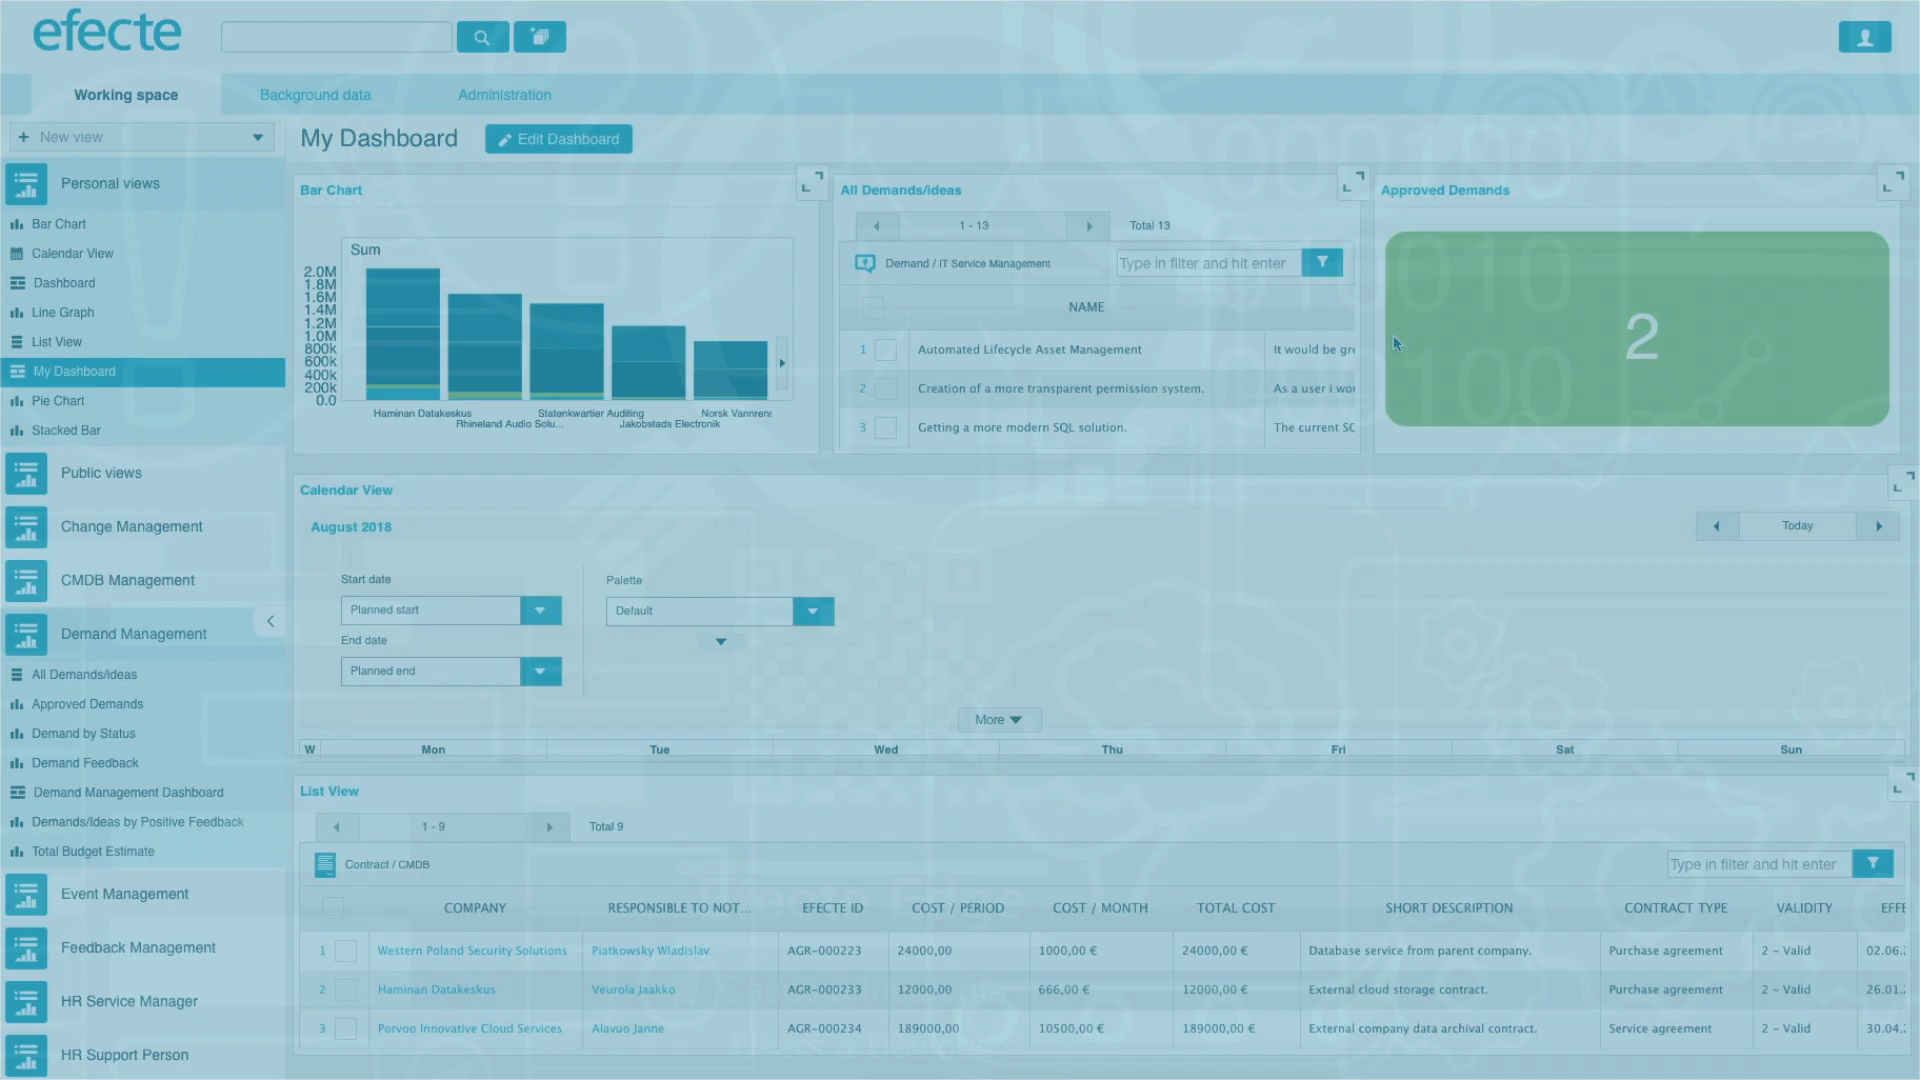 efecte
Working space
Background data
Administration
+ New view
My Dashboard
Edit Dashboard
Personal views
Bar Chart
Calendar View
Dashboard
Line Graph
List View
My Dashboard
Pie Chart
Stacked Bar
Public views
Change Management
CMDB Management
Demand Management
All Demands/ideas
Approved Demands
Demand by Status
Demand Feedback
Demand Management Dashboard
Demands/Ideas by Positive Feedback
Total Budget Estimate
Event Management
Feedback Management
HR Service Manager
HR Support Person
Bar Chart
Sum
2.0M
1.8M
1.6M
1.4M
1.2M
1.0M
800k
600k
400k
200k
0.0
Haminan Datakeskus
Statenkwartier Auditing
Norsk Vannrens
Rhineland Audio Solu...
Jakobstads Electronik
All Demands/ideas
1 - 13
Total 13
Demand / IT Service Management
Type in filter and hit enter
NAME
1 Automated Lifecycle Asset Management It would be gre
2 Creation of a more transparent permission system. As a user i wou
3 Getting a more modern SQL solution. The current SC
Approved Demands
2
Calendar View
August 2018
Today
Start date
Planned start
End date
Planned end
Palette
Default
More
W Mon Tue Wed Thu Fri Sat Sun
List View
1 - 9
Total 9
Contract / CMDB
Type in filter and hit enter
COMPANY RESPONSIBLE TO NOT... EFECTE ID COST / PERIOD COST / MONTH TOTAL COST SHORT DESCRIPTION CONTRACT TYPE VALIDITY EFFE
1 Western Poland Security Solutions Piatkowsky Wladislav AGR-000223 24000,00 1000,00 € 24000,00 € Database service from parent company. Purchase agreement 2 - Valid 02.06.
2 Haminan Datakeskus Veurola Jaakko AGR-000233 12000,00 666,00 € 12000,00 € External cloud storage contract. Purchase agreement 2 - Valid 26.01.
3 Porvoo Innovative Cloud Services Alavuo Janne AGR-000234 189000,00 10500,00 € 189000,00 € External company data archival contract. Service agreement 2 - Valid 30.04.